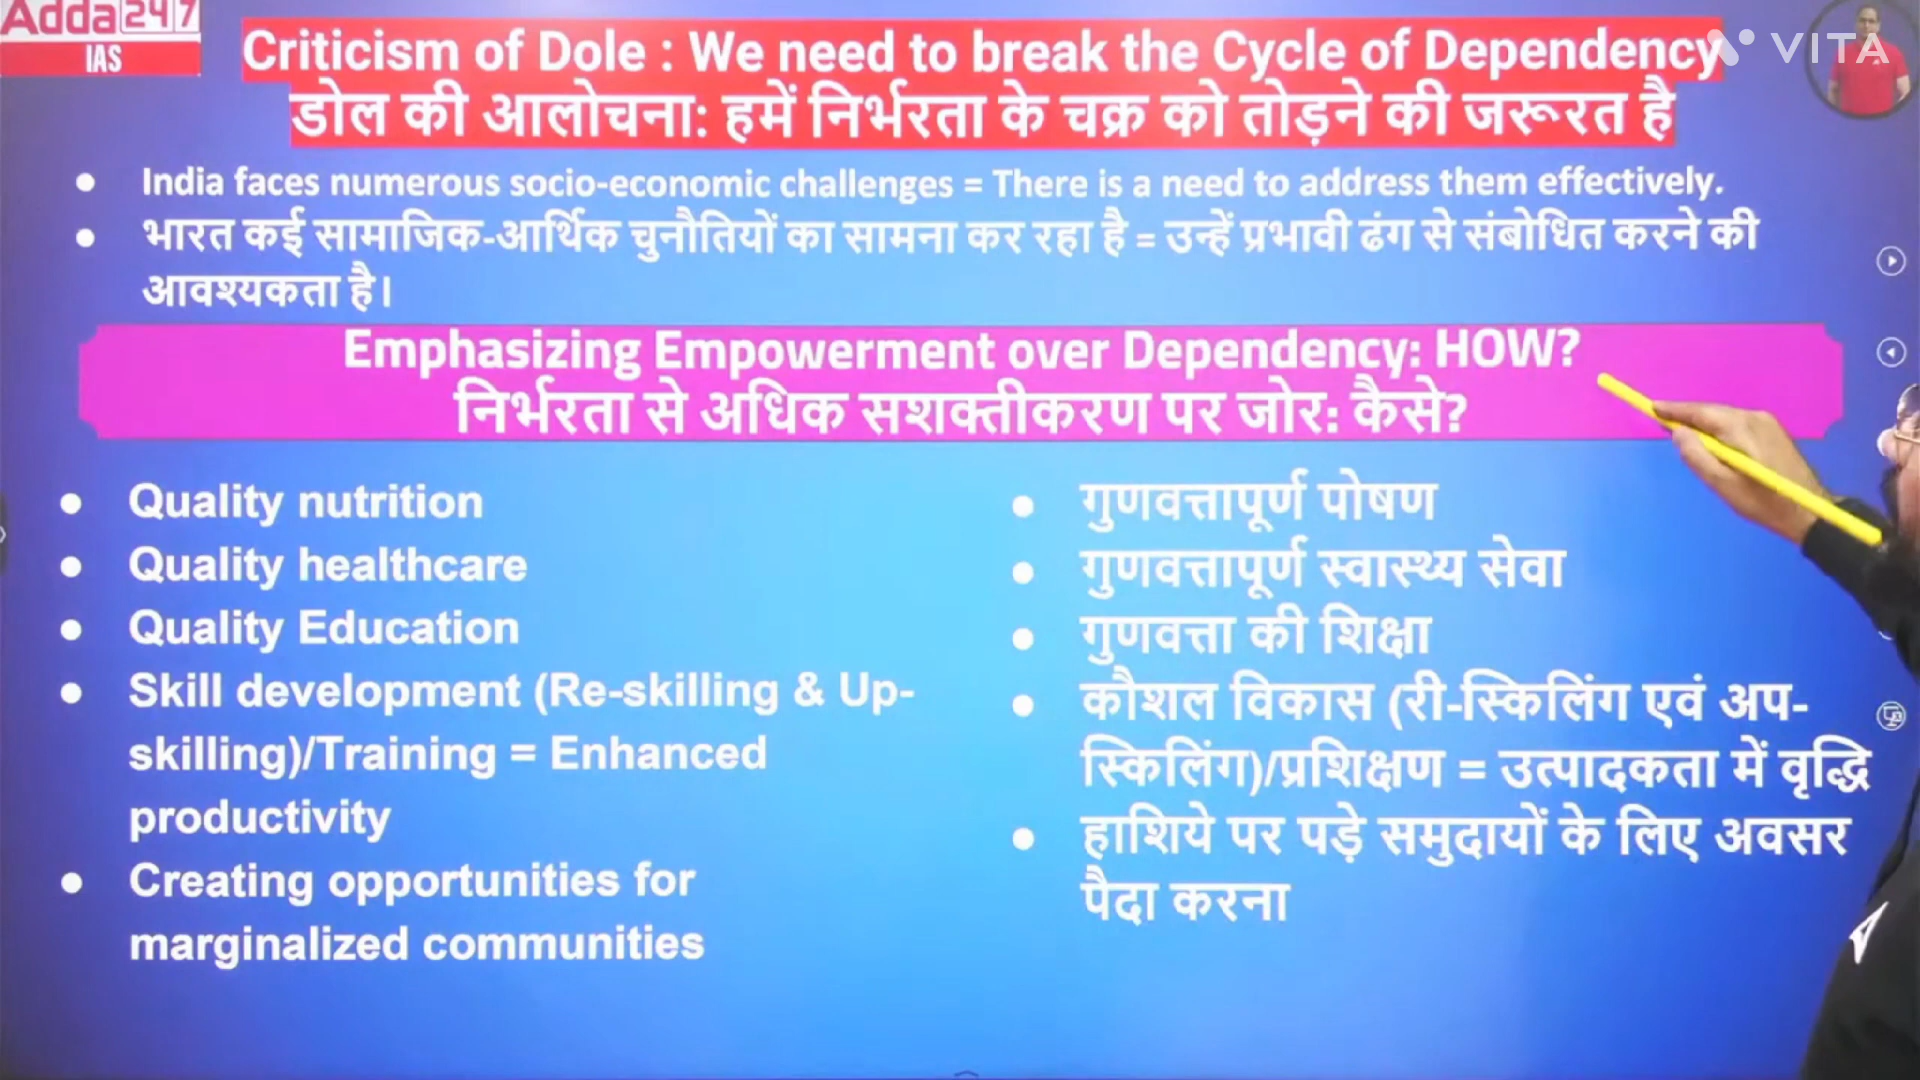 Adda247
IAS
Criticism of Dole : We need to break the Cycle of Dependency
VITA
डोल की आलोचना: हमें निर्भरता के चक्र को तोड़ने की जरूरत है
India faces numerous socio-economic challenges = There is a need to address them effectively.
भारत कई सामाजिक-आर्थिक चुनौतियों का सामना कर रहा है = उन्हें प्रभावी ढंग से संबोधित करने की
आवश्यकता है।
Emphasizing Empowerment over Dependency: HOW?
निर्भरता से अधिक सशक्तीकरण पर जोर: कैसे?
Quality nutrition
Quality healthcare
Quality Education
Skill development (Re-skilling & Up-
skilling)/Training = Enhanced
productivity
Creating opportunities for
marginalized communities
गुणवत्तापूर्ण पोषण
गुणवत्तापूर्ण स्वास्थ्य सेवा
गुणवत्ता की शिक्षा
कौशल विकास (री-स्किलिंग एवं अप-
स्किलिंग)/प्रशिक्षण = उत्पादकता में वृद्धि
हाशिये पर पड़े समुदायों के लिए अवसर
पैदा करना